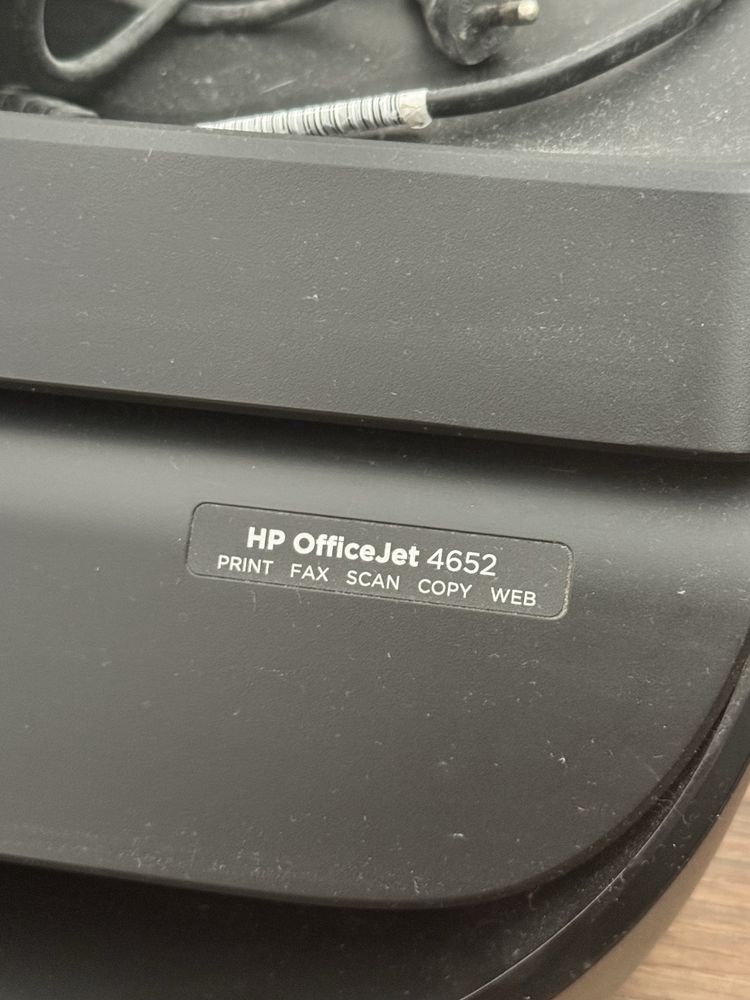 HP OfficeJet 4652
PRINT FAX SCAN COPY WEB